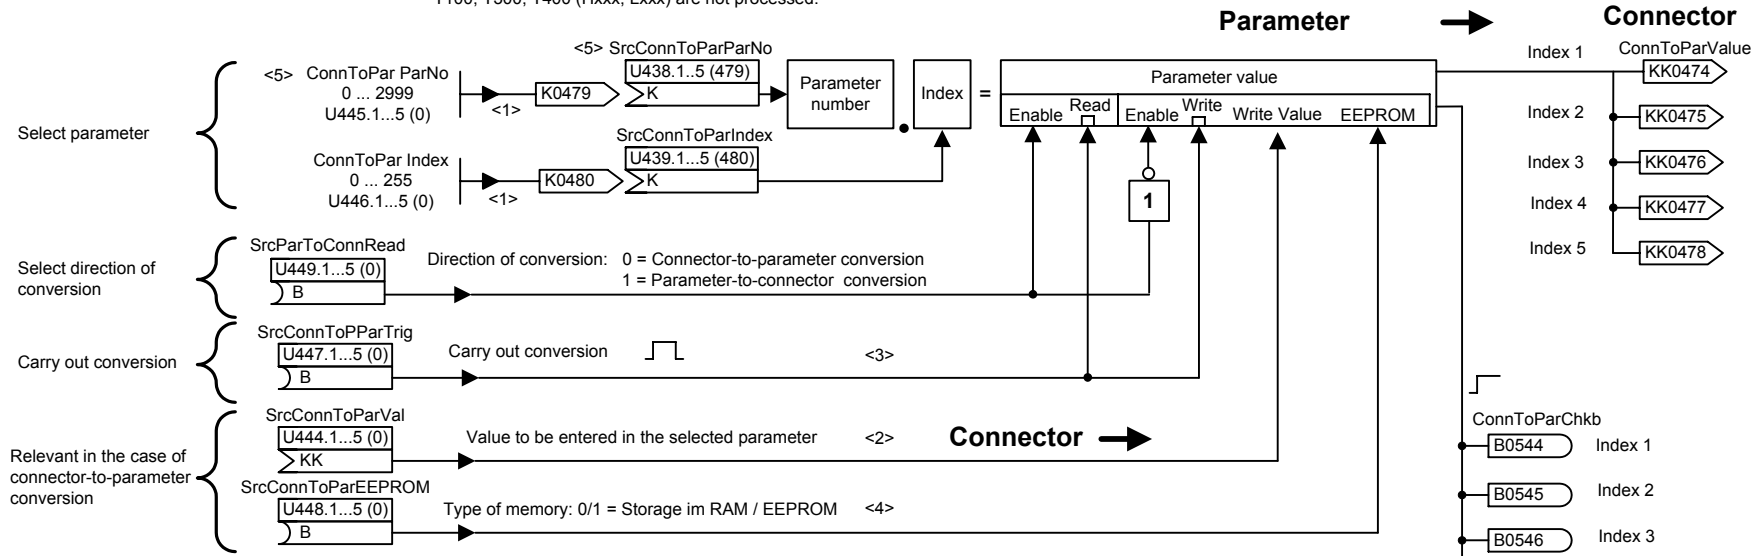 T100, T300, T400 (Hxxx, Lxxx) are not processed.
Parameter
Connector
Select parameter
<5> ConnToPar ParNo
0 ... 2999
U445.1...5 (0)
<1>
K0479
<5> SrcConnToParParNo
U438.1...5 (479)
K
Parameter
number
Index
=
Parameter value
Enable
Read
Enable
Write
Write Value
EEPROM
ConnToPar Index
0 ... 255
U446.1...5 (0)
<1>
K0480
SrcConnToParIndex
U439.1...5 (480)
K
1
Index 1
ConnToParValue
KK0474
Index 2
KK0475
Index 3
KK0476
Index 4
KK0477
Index 5
KK0478
Select direction of
conversion
SrcParToConnRead
U449.1...5 (0)
B
Direction of conversion: 0 = Connector-to-parameter conversion
1 = Parameter-to-connector conversion
Carry out conversion
SrcConnToPParTrig
U447.1...5 (0)
B
Carry out conversion
<3>
Relevant in the case of
connector-to-parameter
conversion
SrcConnToParVal
U444.1...5 (0)
KK
Value to be entered in the selected parameter
<2>
Connector
SrcConnToParEEPROM
U448.1...5 (0)
B
Type of memory: 0/1 = Storage im RAM / EEPROM
<4>
ConnToParChkb
B0544
Index 1
B0545
Index 2
B0546
Index 3